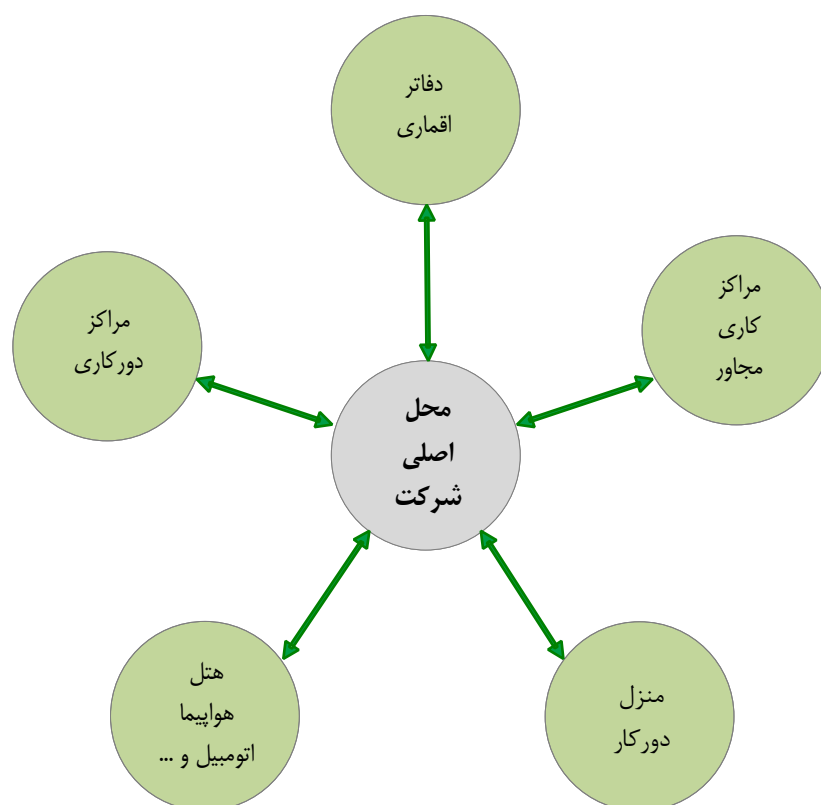 دفاتر
اقماری
مراکز
کاری
مجاور
مراکز
دورکاری
محل
اصلی
شرکت
هتل
هواپیما
اتومبیل و ...
منزل
دورکار